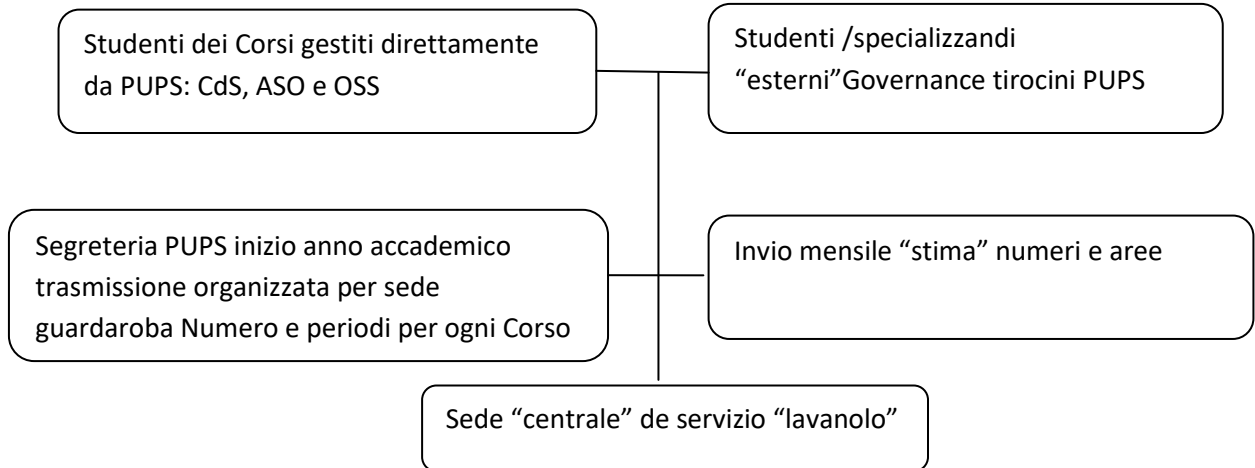 Studenti dei Corsi gestiti direttamente
da PUPS: CdS, ASO e OSS
Studenti /specializzandi
“esterni”Governance tirocini PUPS
Segreteria PUPS inizio anno accademico
trasmissione organizzata per sede
guardaroba Numero e periodi per ogni Corso
Invio mensile “stima” numeri e aree
Sede “centrale” de servizio “lavanolo”